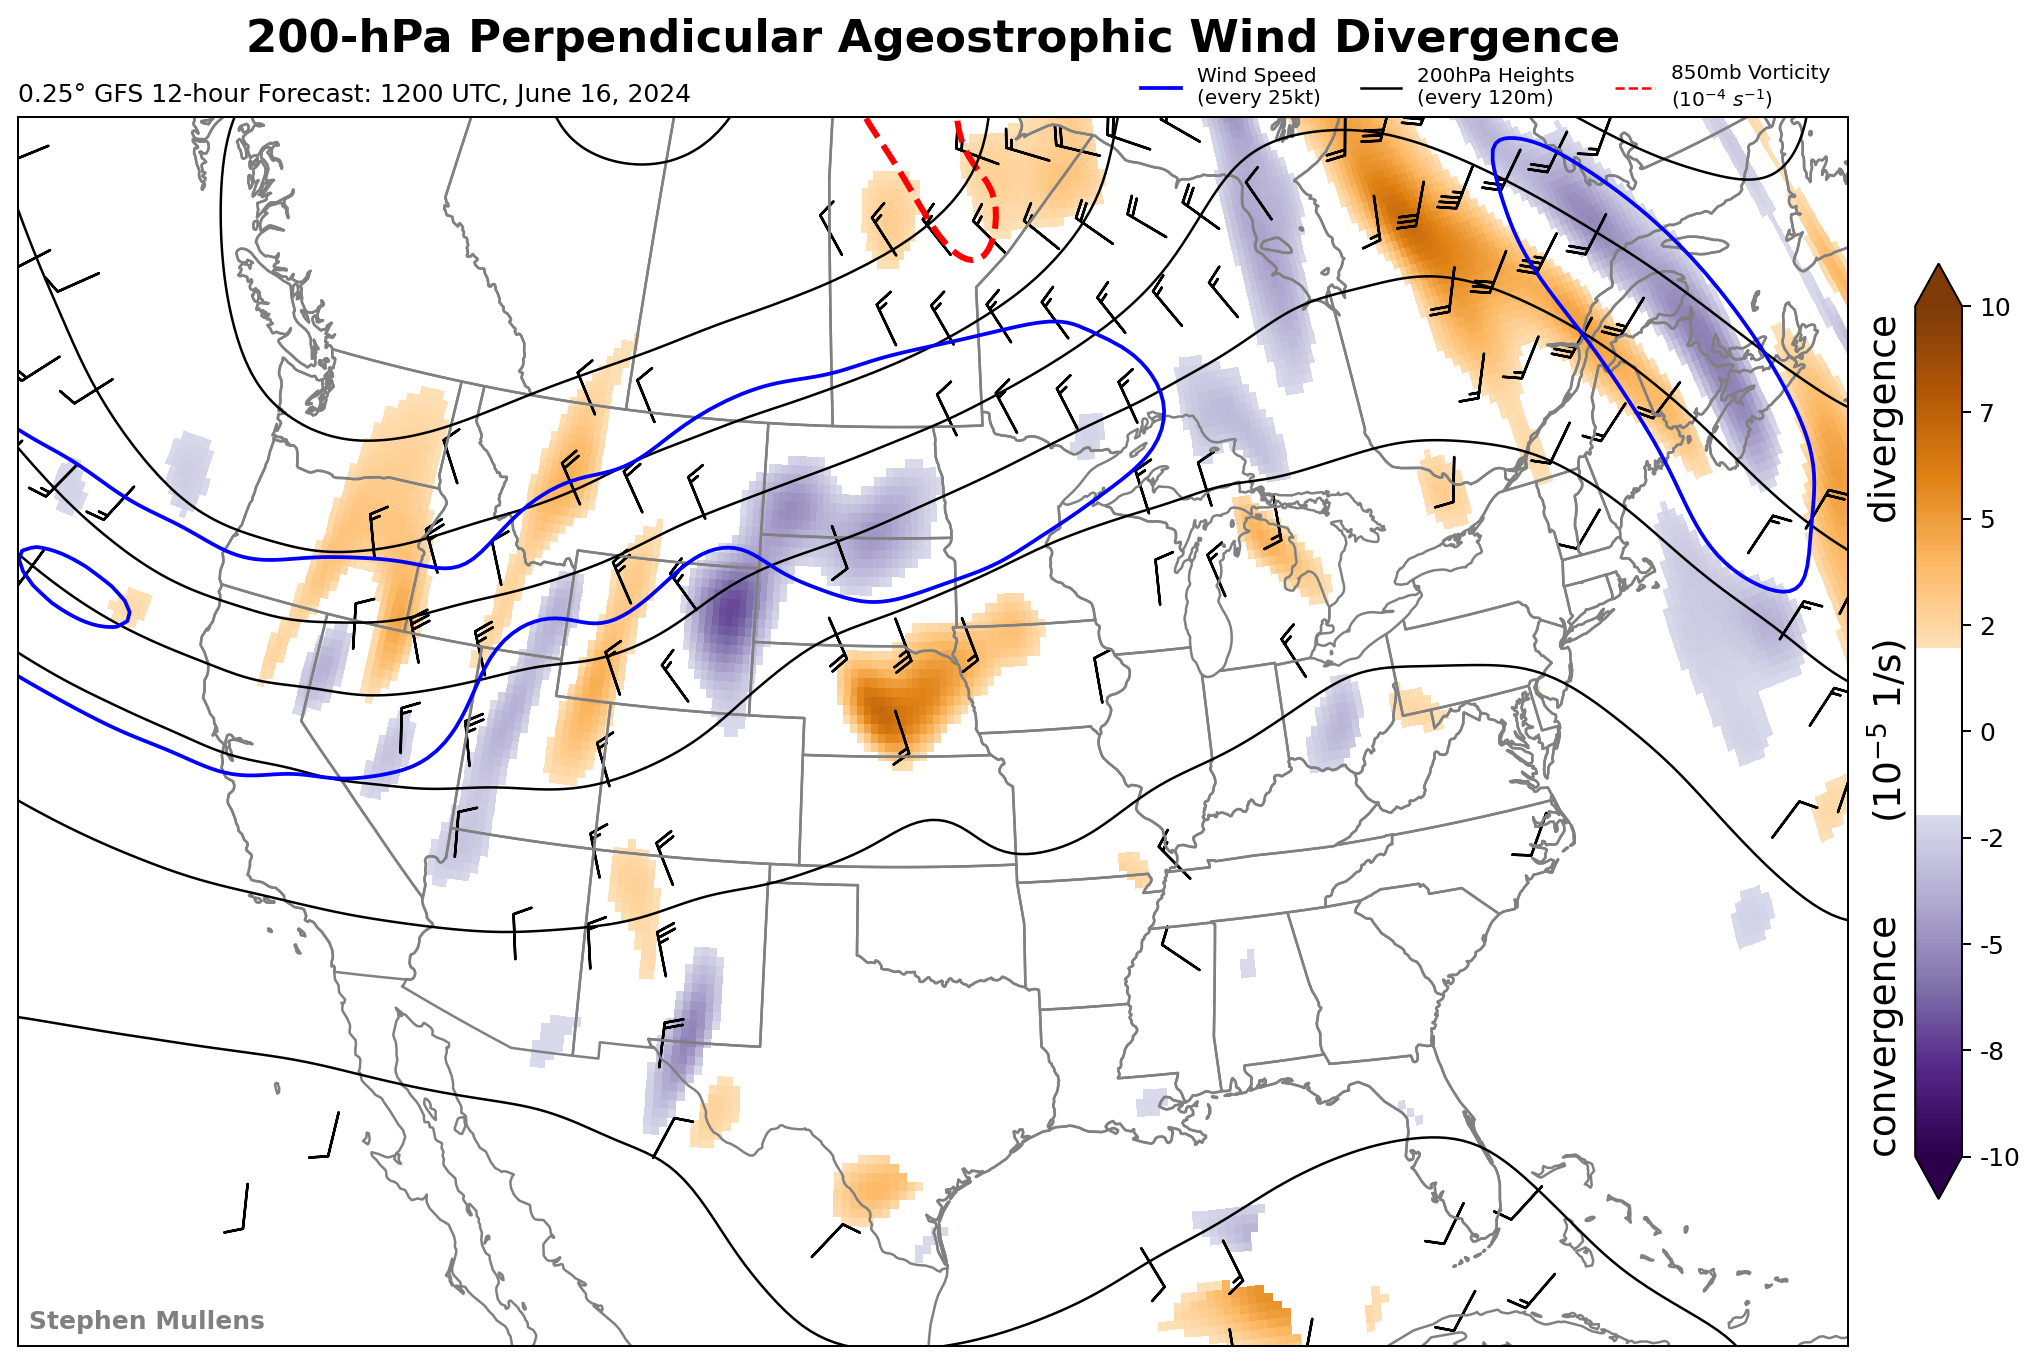 200-hPa Perpendicular Ageostrophic Wind Divergence
0.25° GFS 12-hour Forecast: 1200 UTC, June 16, 2024
Wind Speed
(every 25kt)
200hPa Heights
(every 120m)
850mb Vorticity
(10⁻⁴ s⁻¹)
10
7
5
2
0
-2
-5
-8
-10
convergence (10⁻⁵ 1/s) divergence
Stephen Mullens